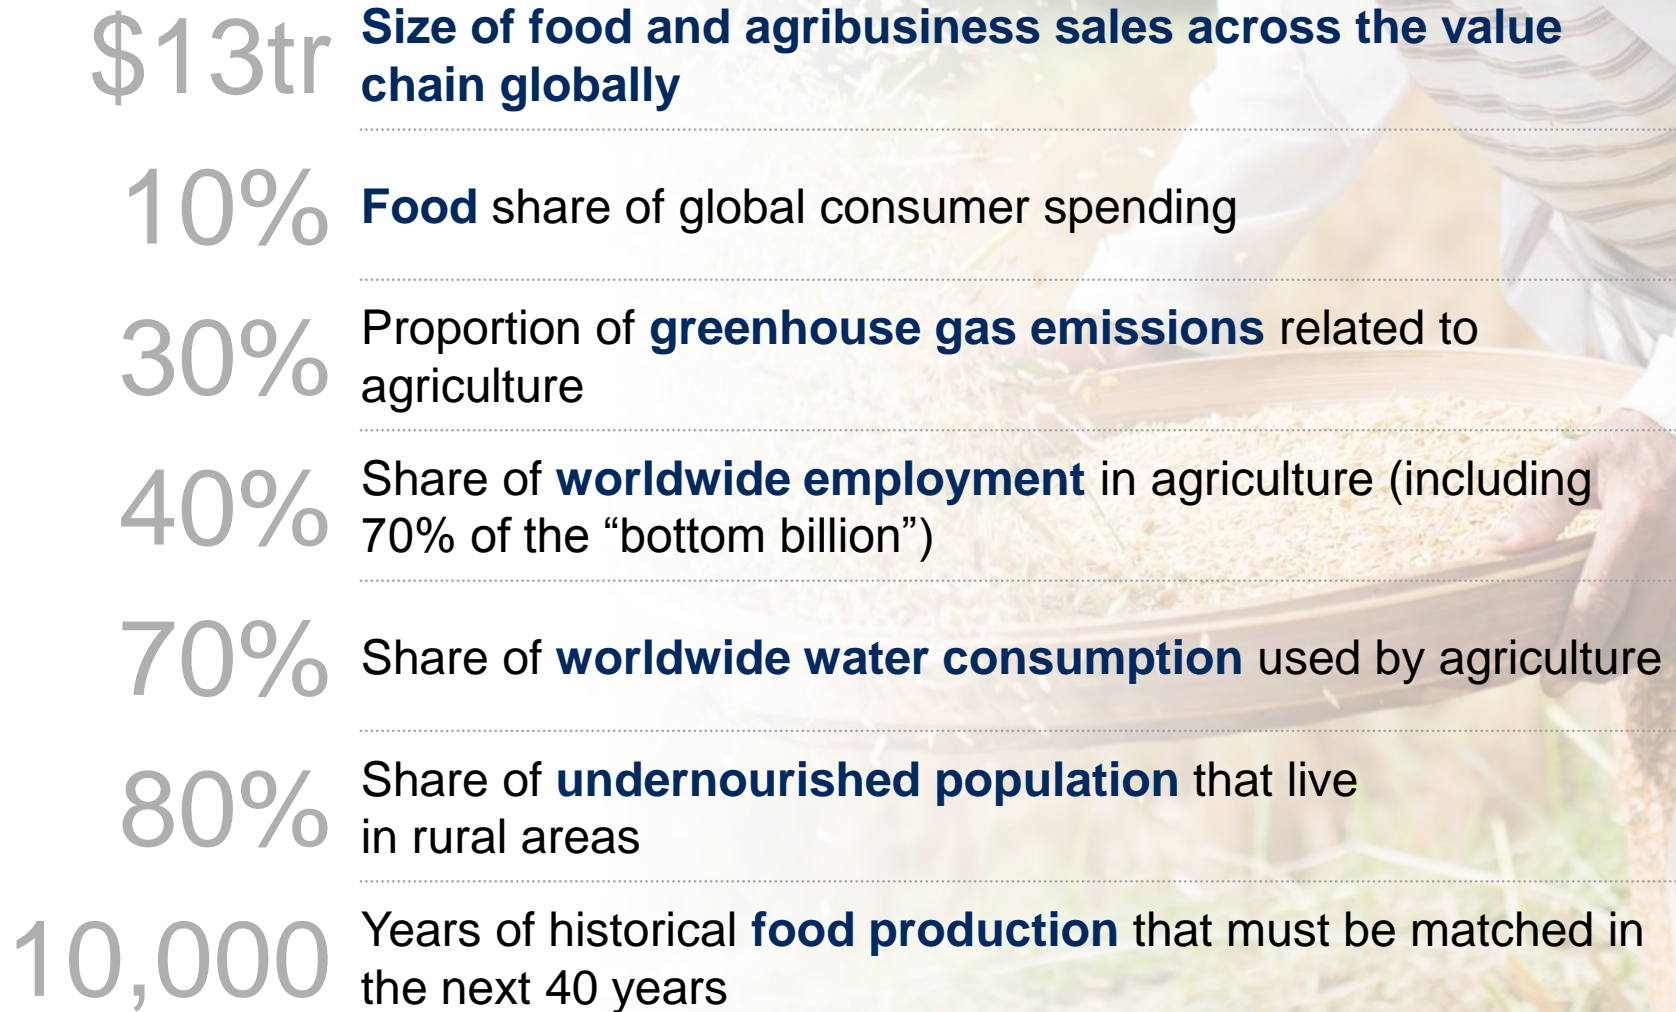 $13tr
Size of food and agribusiness sales across the value
chain globally
10%
Food share of global consumer spending
30%
Proportion of greenhouse gas emissions related to
agriculture
40%
Share of worldwide employment in agriculture (including
70% of the “bottom billion”)
70%
Share of worldwide water consumption used by agriculture
80%
Share of undernourished population that live
in rural areas
10,000
Years of historical food production that must be matched in
the next 40 years